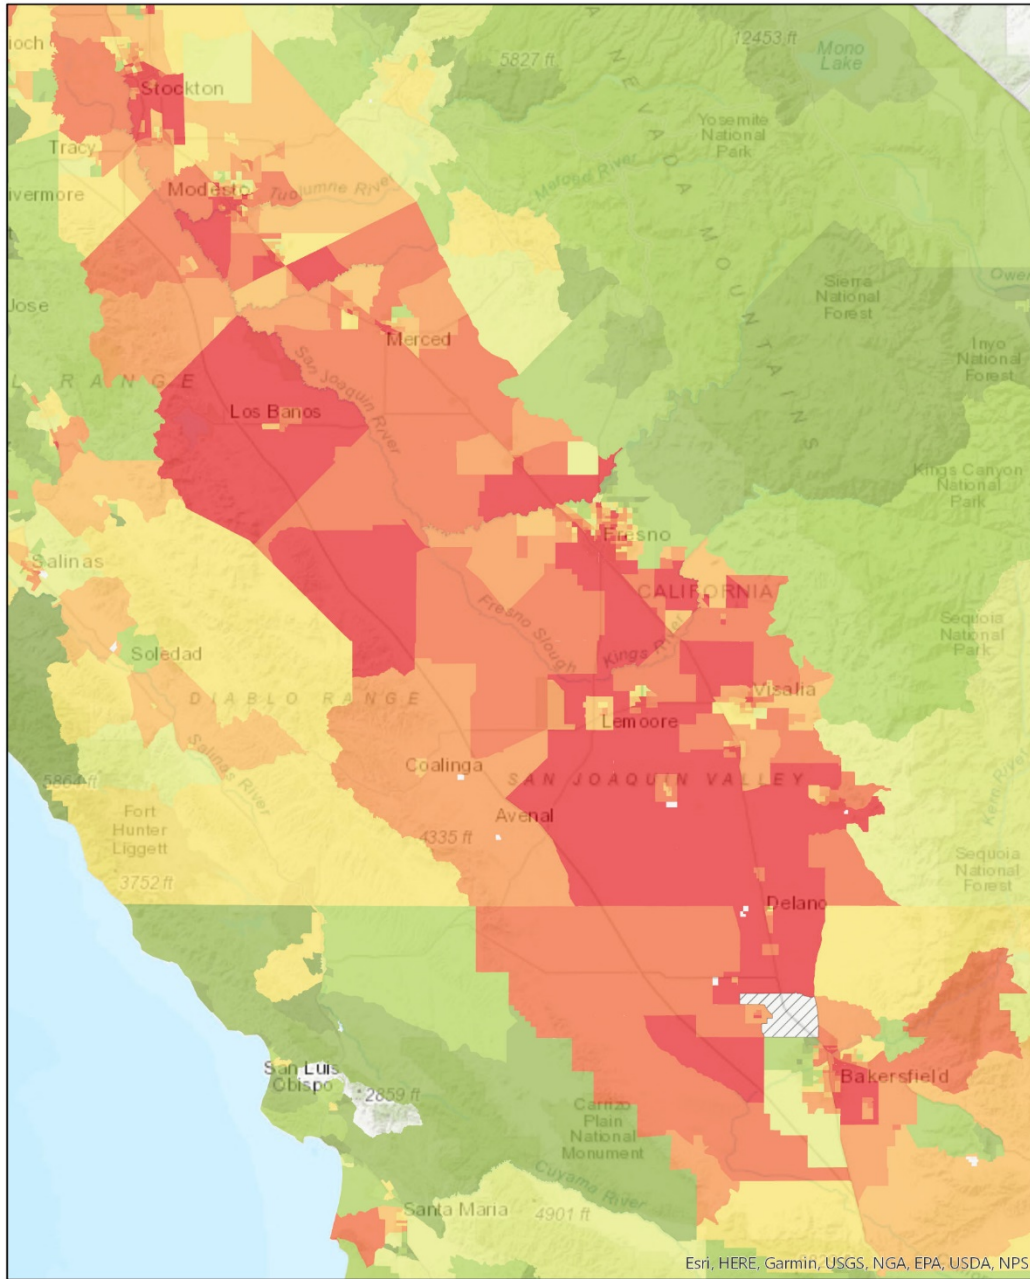 ioch
12453 ft
Mono
Lake
5827 ft
NEVADA MOUNTAINS
Stockton
Yosemite
National
Park
Tracy
ivermore
Modesto
Tuolumne River
Merced River
Jose
Sierra
National
Forest
Merced
Inyo
National
Forest
L RANGE
San Joaquin River
Los Banos
Kings Canyon
National
Park
Fresno
Salinas
CALIFORNIA
Fresno Slough
Kings River
Sequoia
National
Park
Soledad
DIABLO RANGE
Visalia
Lemoore
Salinas River
Coalinga
SAN JOAQUIN VALLEY
5864 ft
Kern River
Fort
Hunter
Liggett
Avenal
4335 ft
3752 ft
Sequoia
National
Forest
Delano
San Luis
Obispo
2859 ft
Bakersfield
Carrizo
Plain
National
Monument
Cuyama River
Santa Maria
4901 ft
Esri, HERE, Garmin, USGS, NGA, EPA, USDA, NPS